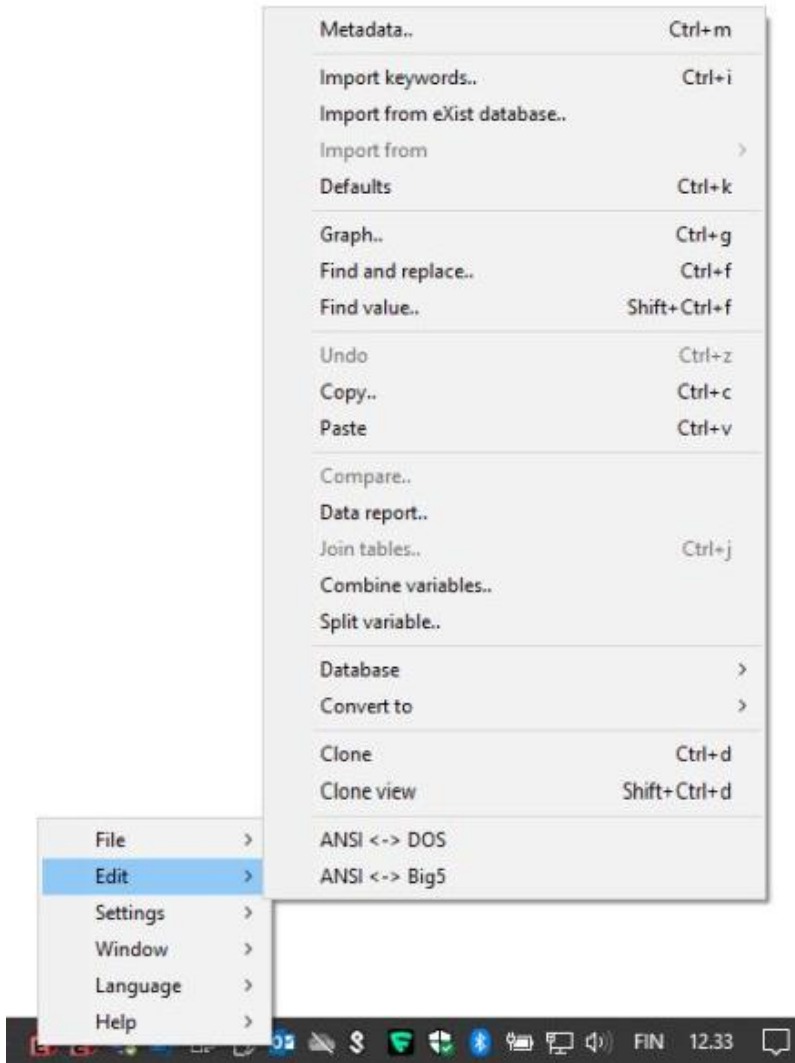 Metadata.. Ctrl+m
Import keywords.. Ctrl+i
Import from eXist database..
Import from
Defaults Ctrl+k
Graph.. Ctrl+g
Find and replace.. Ctrl+f
Find value.. Shift+Ctrl+f
Undo Ctrl+z
Copy.. Ctrl+c
Paste Ctrl+v
Compare..
Data report..
Join tables.. Ctrl+j
Combine variables..
Split variable..
Database
Convert to
Clone Ctrl+d
Clone view Shift+Ctrl+d
ANSI <-> DOS
ANSI <-> Big5
File
Edit
Settings
Window
Language
Help
FIN 12.33